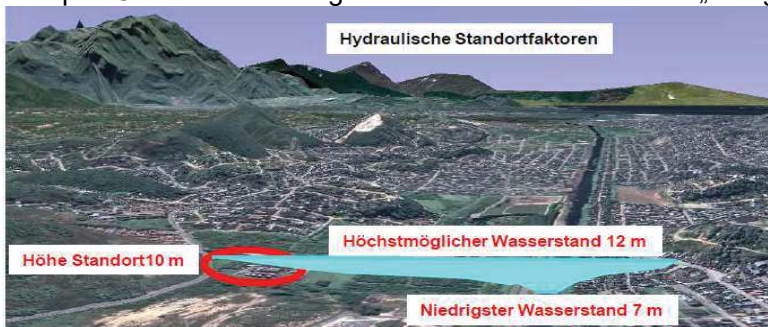 Hydraulische Standortfaktoren
Höchstmöglicher Wasserstand 12 m
Höhe Standort10 m
Niedrigster Wasserstand 7 m